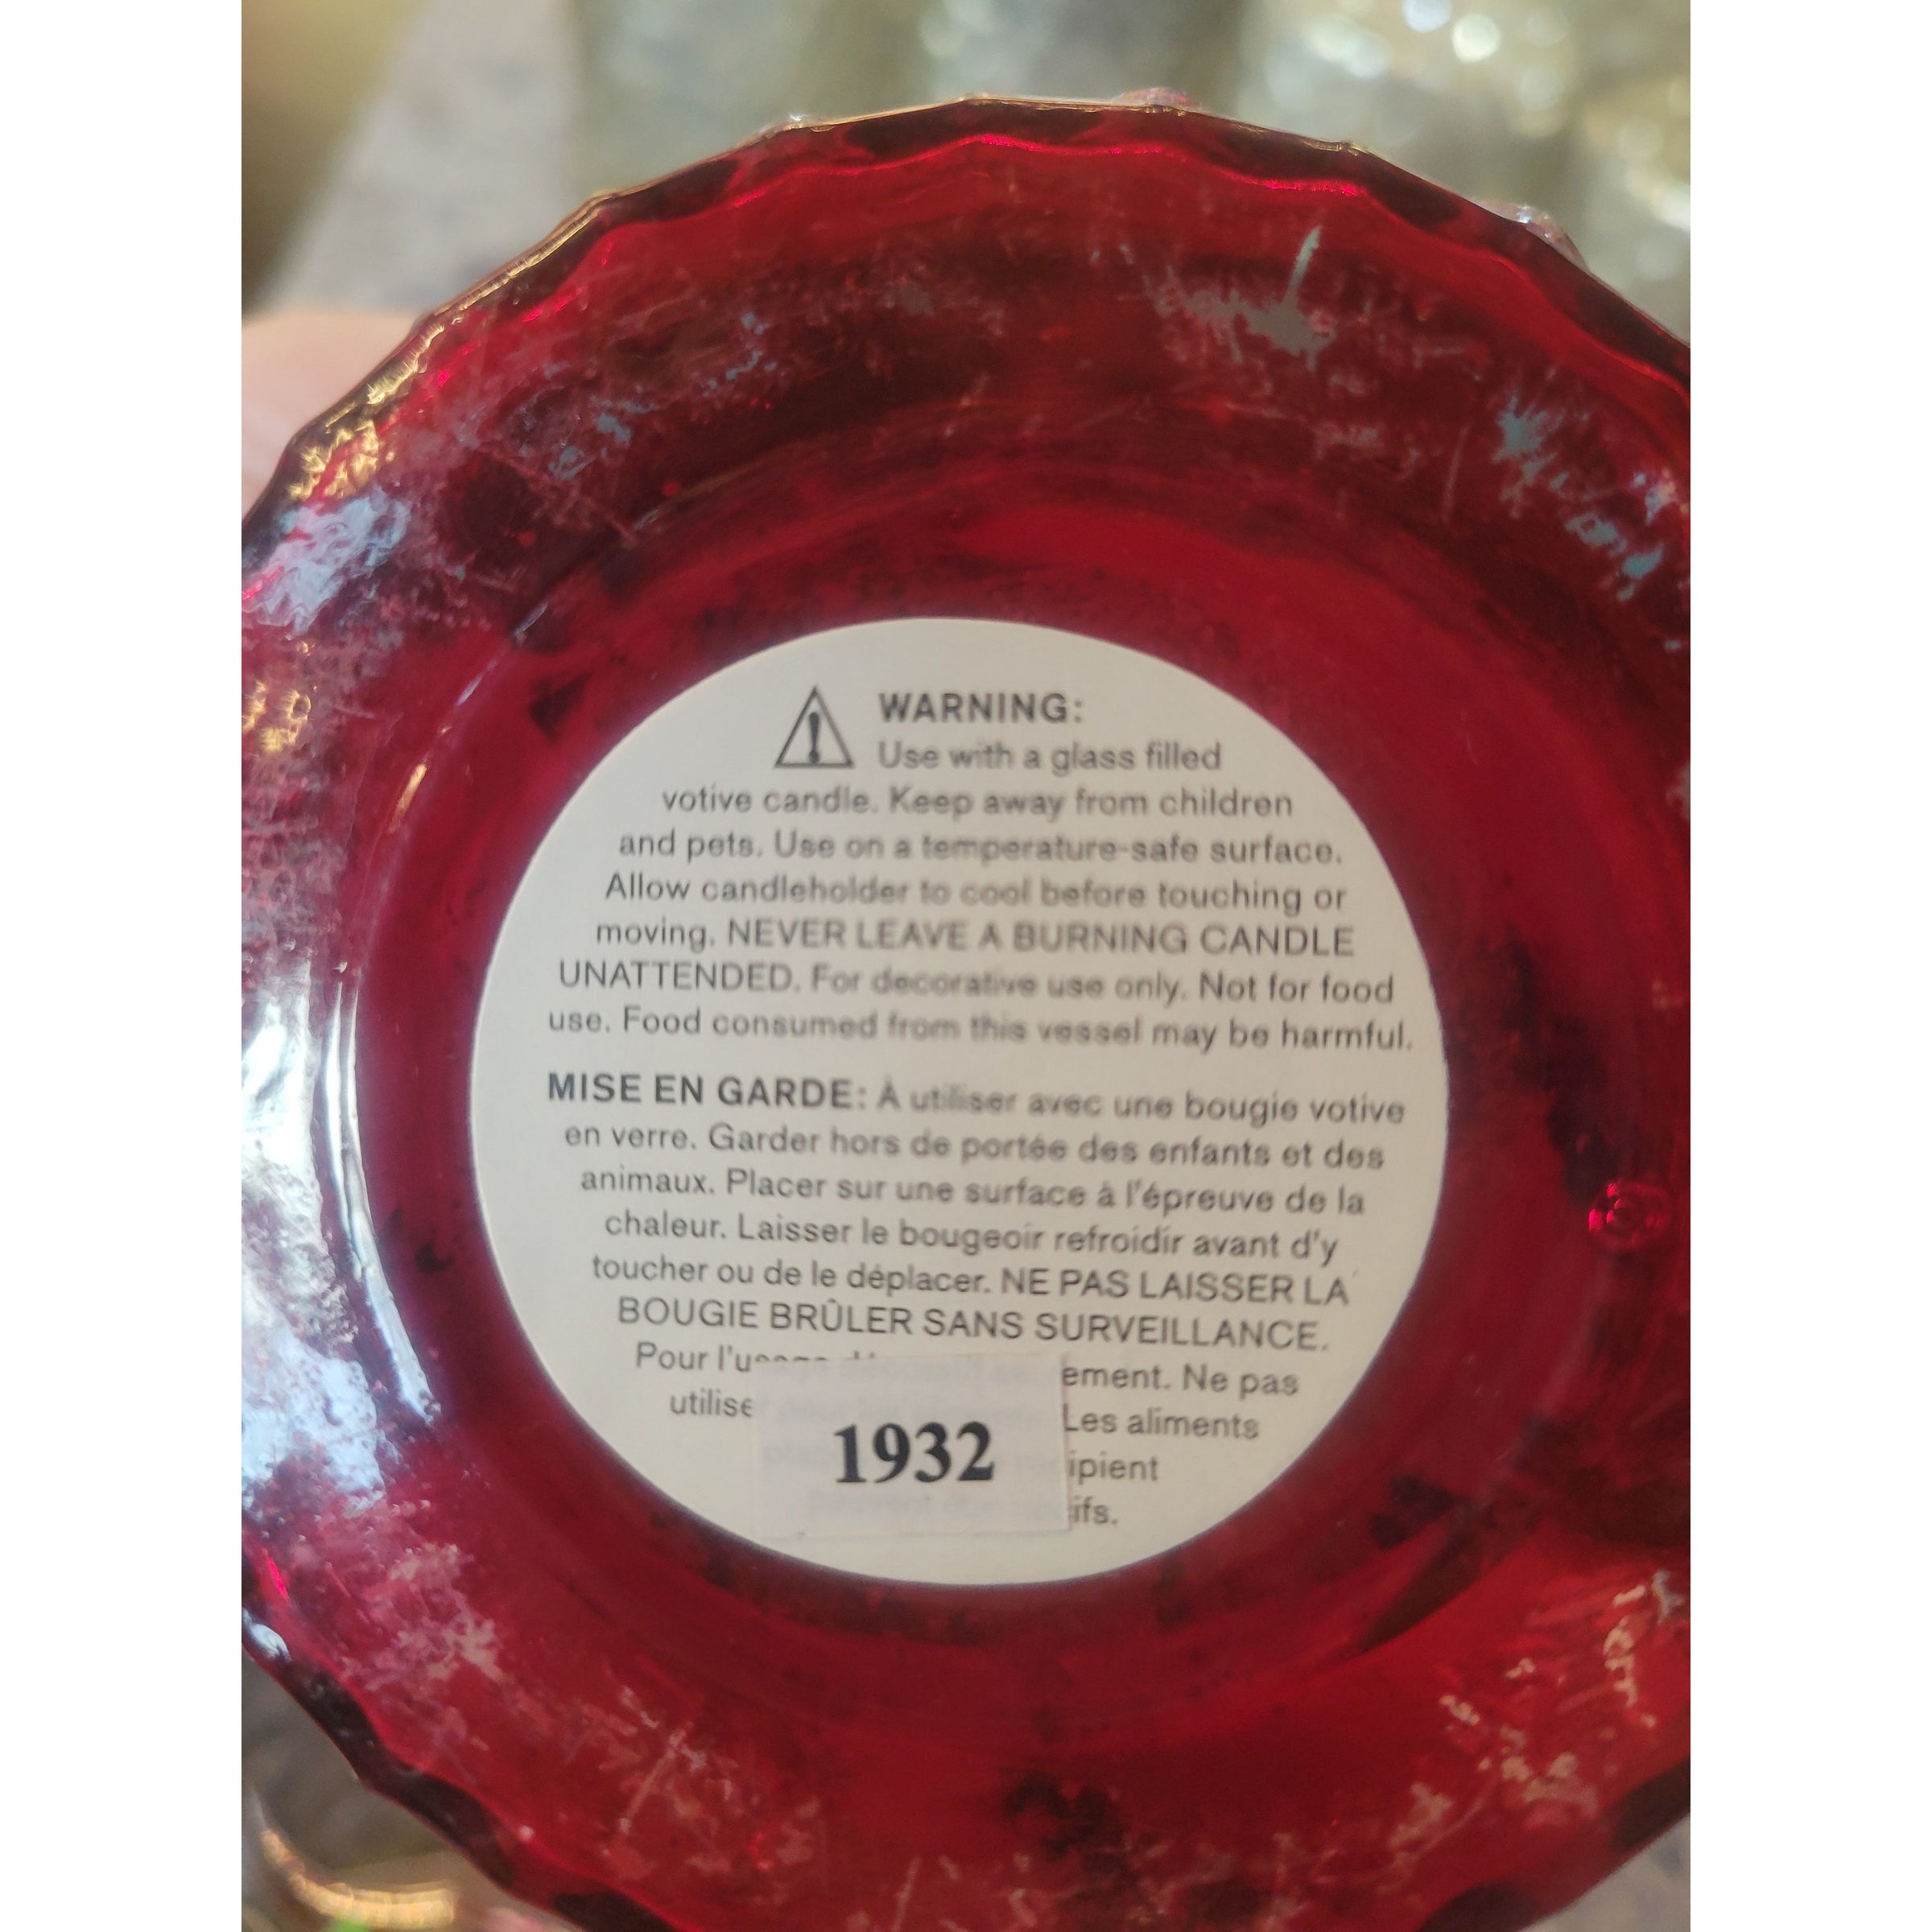 WARNING:
Use with a glass filled
votive candle. Keep away from children
and pets. Use on a temperature-safe surface.
Allow candleholder to cool before touching or
moving. NEVER LEAVE A BURNING CANDLE
UNATTENDED. For decorative use only. Not for food
use. Food consumed from this vessel may be harmful.
MISE EN GARDE: À utiliser avec une bougie votive
en verre. Garder hors de portée des enfants et des
animaux. Placer sur une surface à l'épreuve de la
chaleur. Laisser le bougeoir refroidir avant d'y
toucher ou de le déplacer. NE PAS LAISSER LA
BOUGIE BRÛLER SANS SURVEILLANCE.
Pour ement. Ne pas
utilise Les aliments
ipient
ifs.
1932